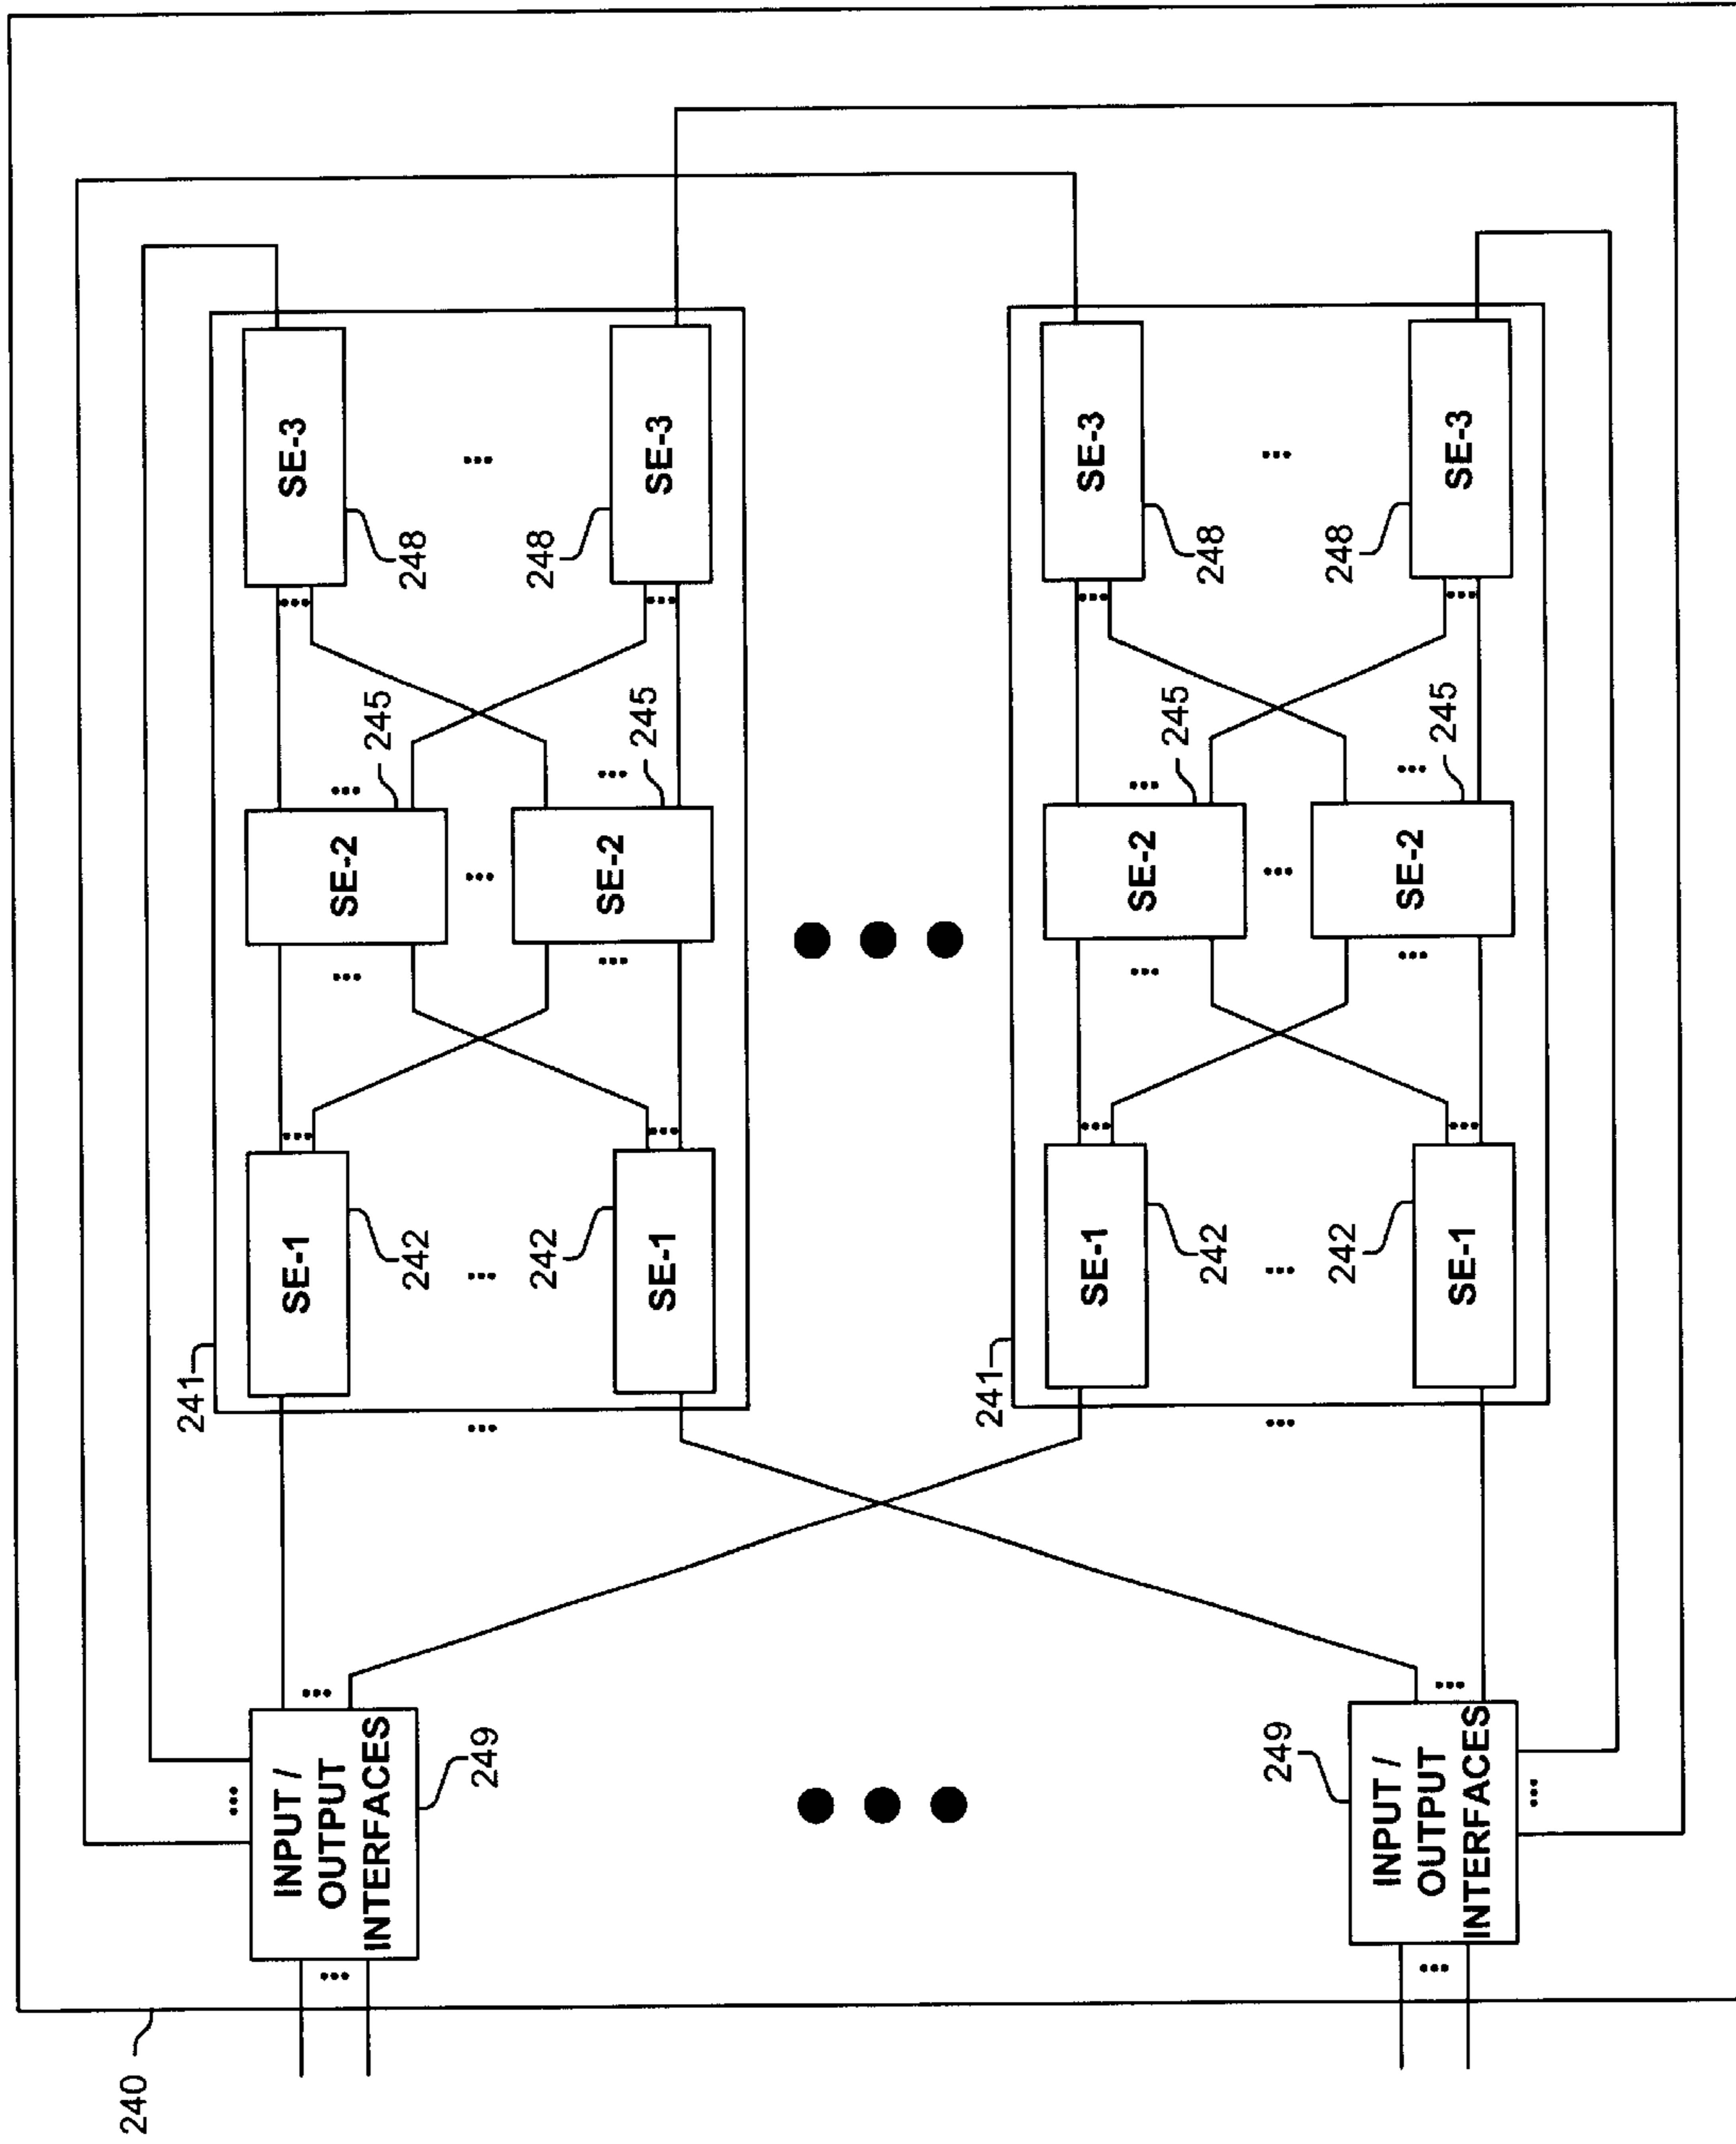 240
INPUT /
OUTPUT
INTERFACES
249
241
SE-1
242
SE-2
245
SE-3
248
242
SE-1
SE-2
245
248
SE-3
241
SE-1
242
SE-2
245
SE-3
248
249
INPUT /
OUTPUT
INTERFACES
242
SE-1
SE-2
245
248
SE-3